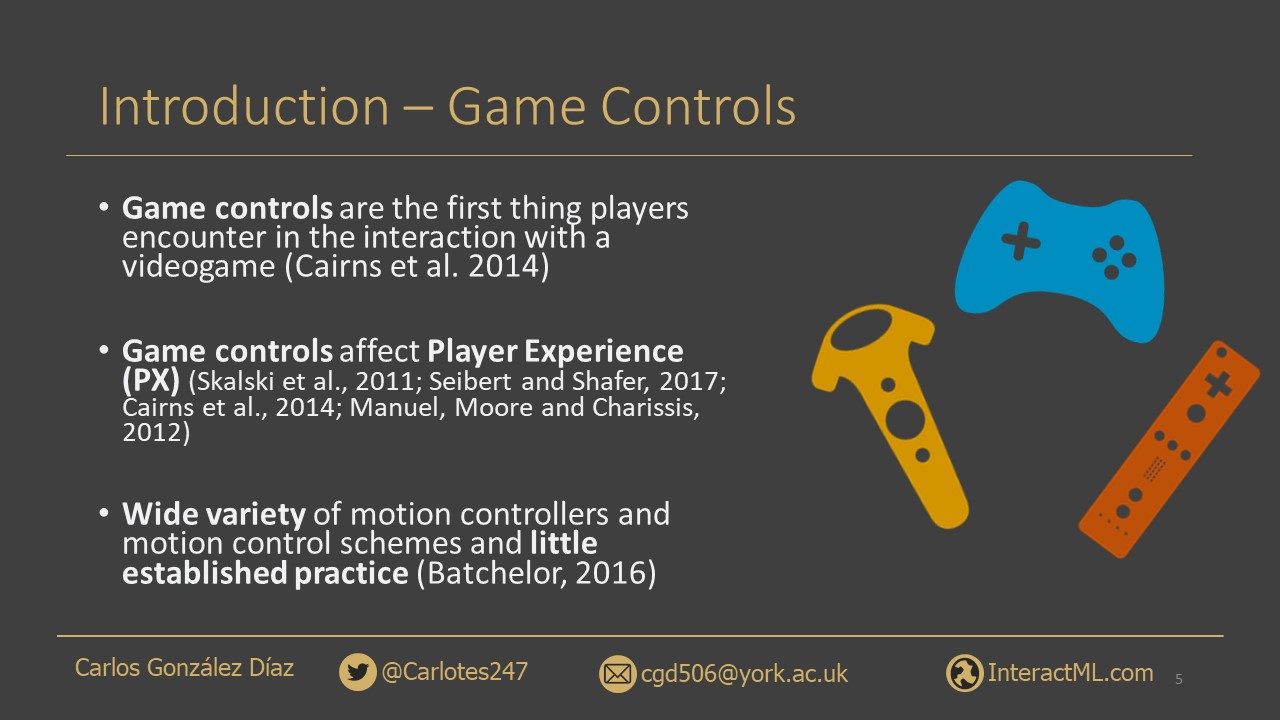 Introduction – Game Controls
• Game controls are the first thing players
encounter in the interaction with a
videogame (Cairns et al. 2014)
• Game controls affect Player Experience
(PX) (Skalski et al., 2011; Seibert and Shafer, 2017;
Cairns et al., 2014; Manuel, Moore and Charissis,
2012)
• Wide variety of motion controllers and
motion control schemes and little
established practice (Batchelor, 2016)
Carlos González Díaz
@Carlotes247
cgd506@york.ac.uk
InteractML.com
5